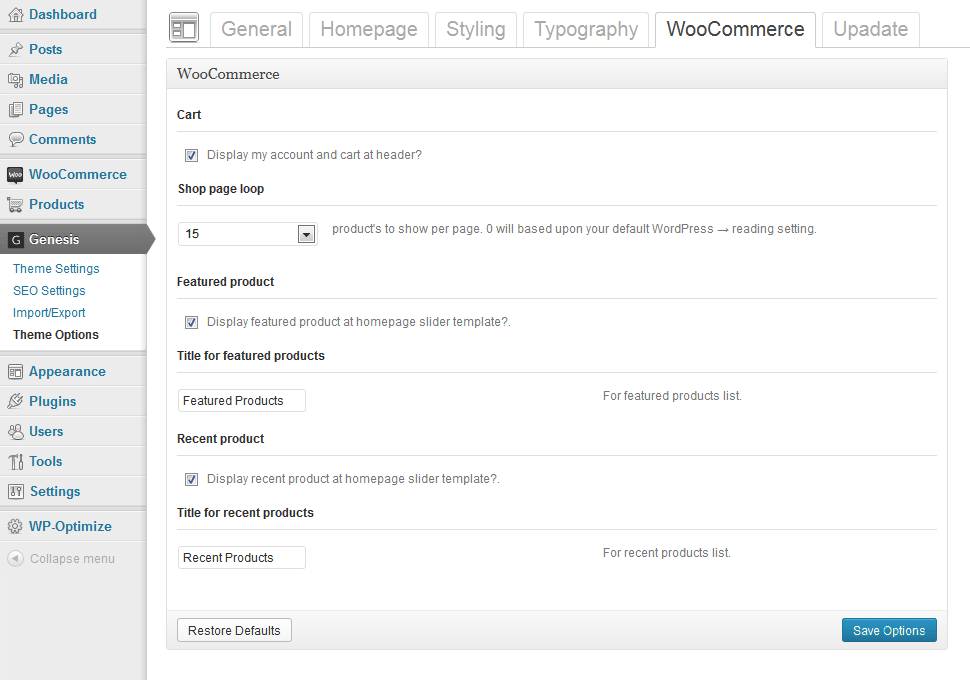 Dashboard
Posts
Media
Pages
Comments
WOO WooCommerce
Products
G Genesis
Theme Settings
SEO Settings
Import/Export
Theme Options
Appearance
Plugins
Users
Tools
Settings
WP-Optimize
Collapse menu
General Homepage Styling Typography WooCommerce Upadate
WooCommerce
Cart
Display my account and cart at header?
Shop page loop
15 product's to show per page. 0 will based upon your default WordPress → reading setting.
Featured product
Display featured product at homepage slider template?.
Title for featured products
Featured Products For featured products list.
Recent product
Display recent product at homepage slider template?.
Title for recent products
Recent Products For recent products list.
Restore Defaults Save Options